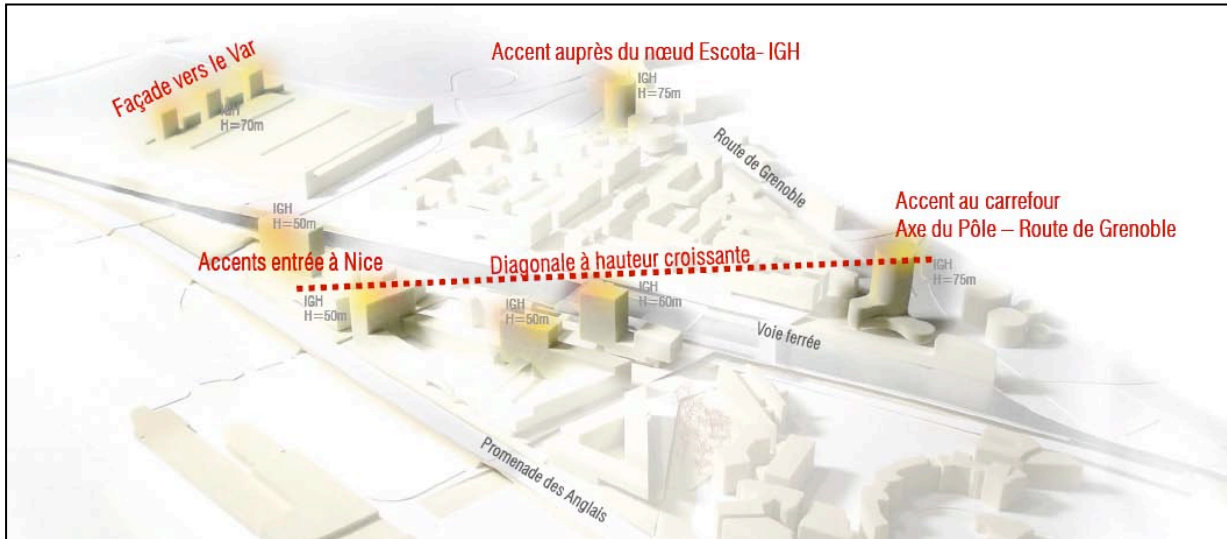 Façade vers le Var
IGH
H=70m
Accent auprès du nœud Escota- IGH
IGH
H=75m
Route de Grenoble
Accent au carrefour
Axe du Pôle – Route de Grenoble
IGH
H=75m
IGH
H=50m
Accents entrée à Nice
Diagonale à hauteur croissante
IGH
H=50m
IGH
H=50m
IGH
H=60m
Voie ferrée
Promenade des Anglais